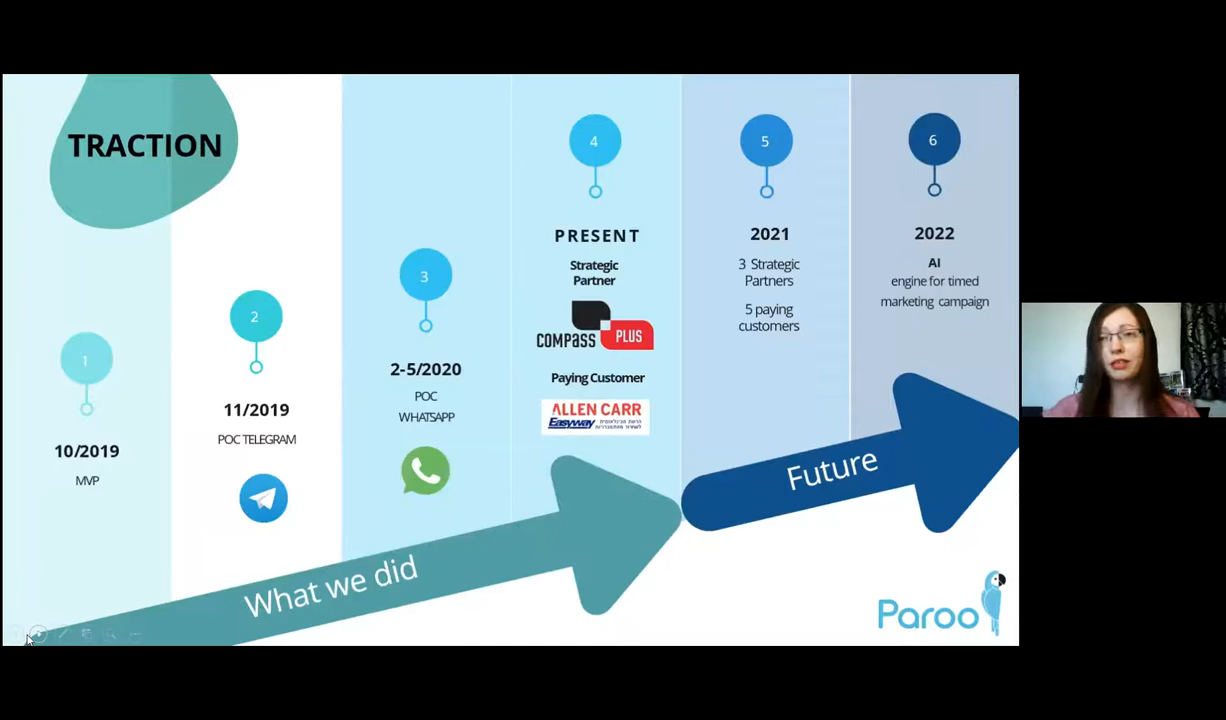 TRACTION
1
10/2019
MVP
2
11/2019
POC TELEGRAM
3
2-5/2020
POC
WHATSAPP
4
PRESENT
Strategic
Partner
COMPASS PLUS
Paying Customer
ALLEN CARR
Easyway
5
2021
3 Strategic
Partners
5 paying
customers
6
2022
AI
engine for timed
marketing campaign
What we did
Future
Paroo